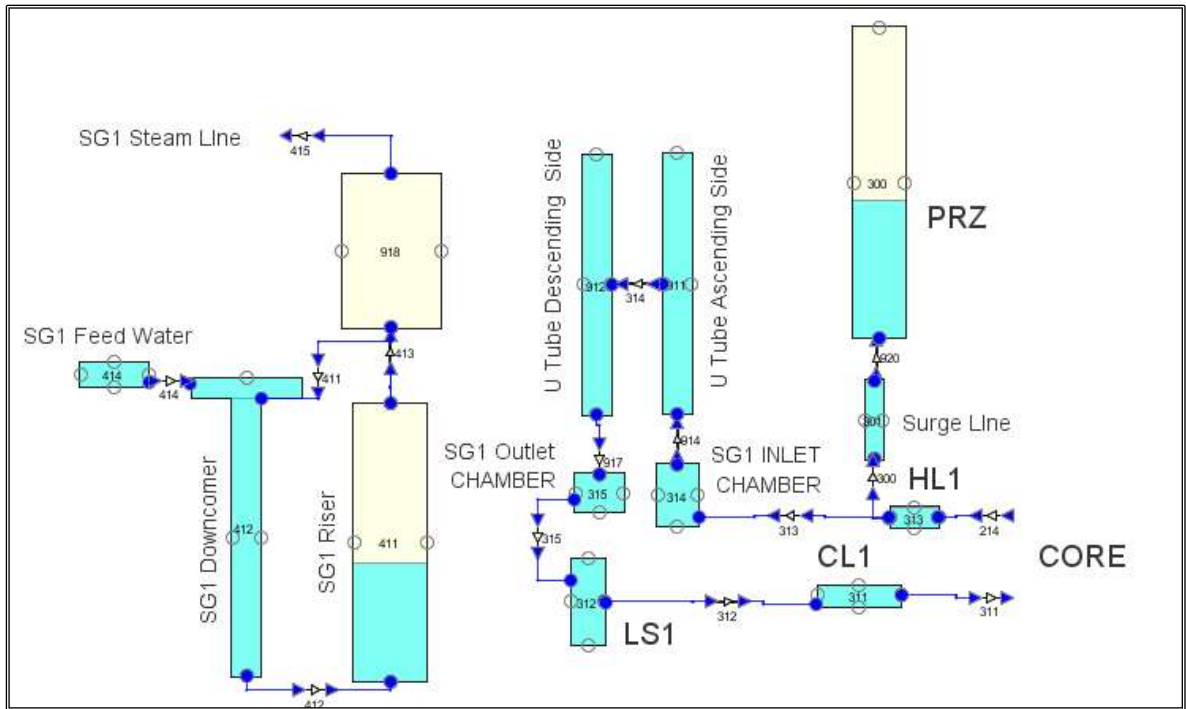 SG1 Steam LIne
415
918
SG1 Feed Water
414
414
411
413
SG1 Downcomer
412
SG1 Riser
411
412
U Tube Descending Side
912
314
911
U Tube Ascending Side
SG1 Outlet
CHAMBER
917
315
914
314
SG1 INLET
CHAMBER
315
312
LS1
312
313
CL1
311
311
300
PRZ
920
301
Surge LIne
300
HL1
313
214
CORE